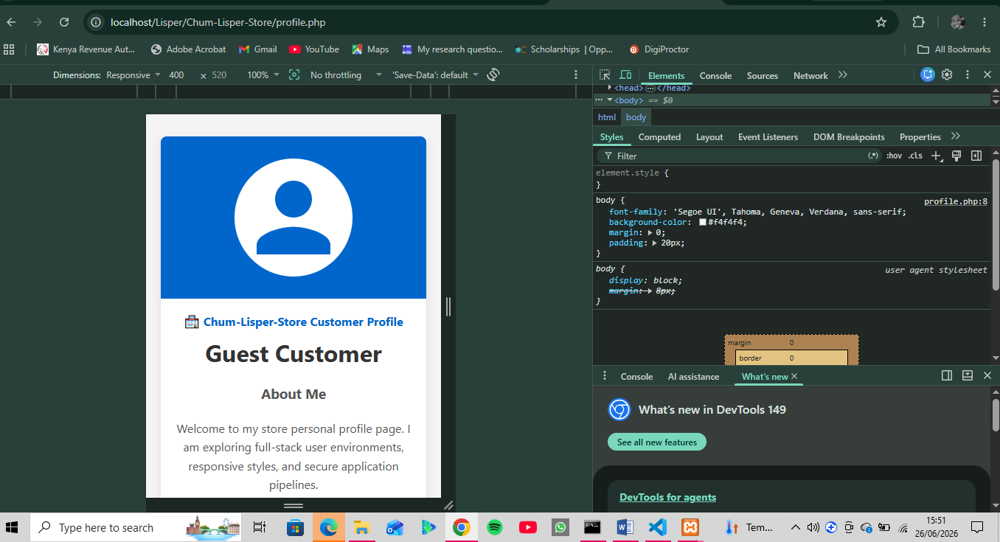 localhost/Lisper/Chum-Lisper-Store/profile.php
Kenya Revenue Aut... Adobe Acrobat Gmail YouTube Maps My research questio... Scholarships | Opp... DigiProctor All Bookmarks
Dimensions: Responsive 400 × 520 100% No throttling 'Save-Data': default
Elements Console Sources Network
<head> ⋯ </head>
<body> == $0
html body
Styles Computed Layout Event Listeners DOM Breakpoints Properties
Filter (.*) :hov .cls
element.style {
}
body { profile.php:8
font-family: 'Segoe UI', Tahoma, Geneva, Verdana, sans-serif;
background-color: #f4f4f4;
margin: 0;
padding: 20px;
}
body { user agent stylesheet
display: block;
margin: 8px;
}
margin 0
border 0
Chum-Lisper-Store Customer Profile
Guest Customer
About Me
Welcome to my store personal profile page. I
am exploring full-stack user environments,
responsive styles, and secure application
pipelines.
Console AI assistance What's new
What's new in DevTools 149
See all new features
DevTools for agents
Type here to search
Tem...
15:51
26/06/2026